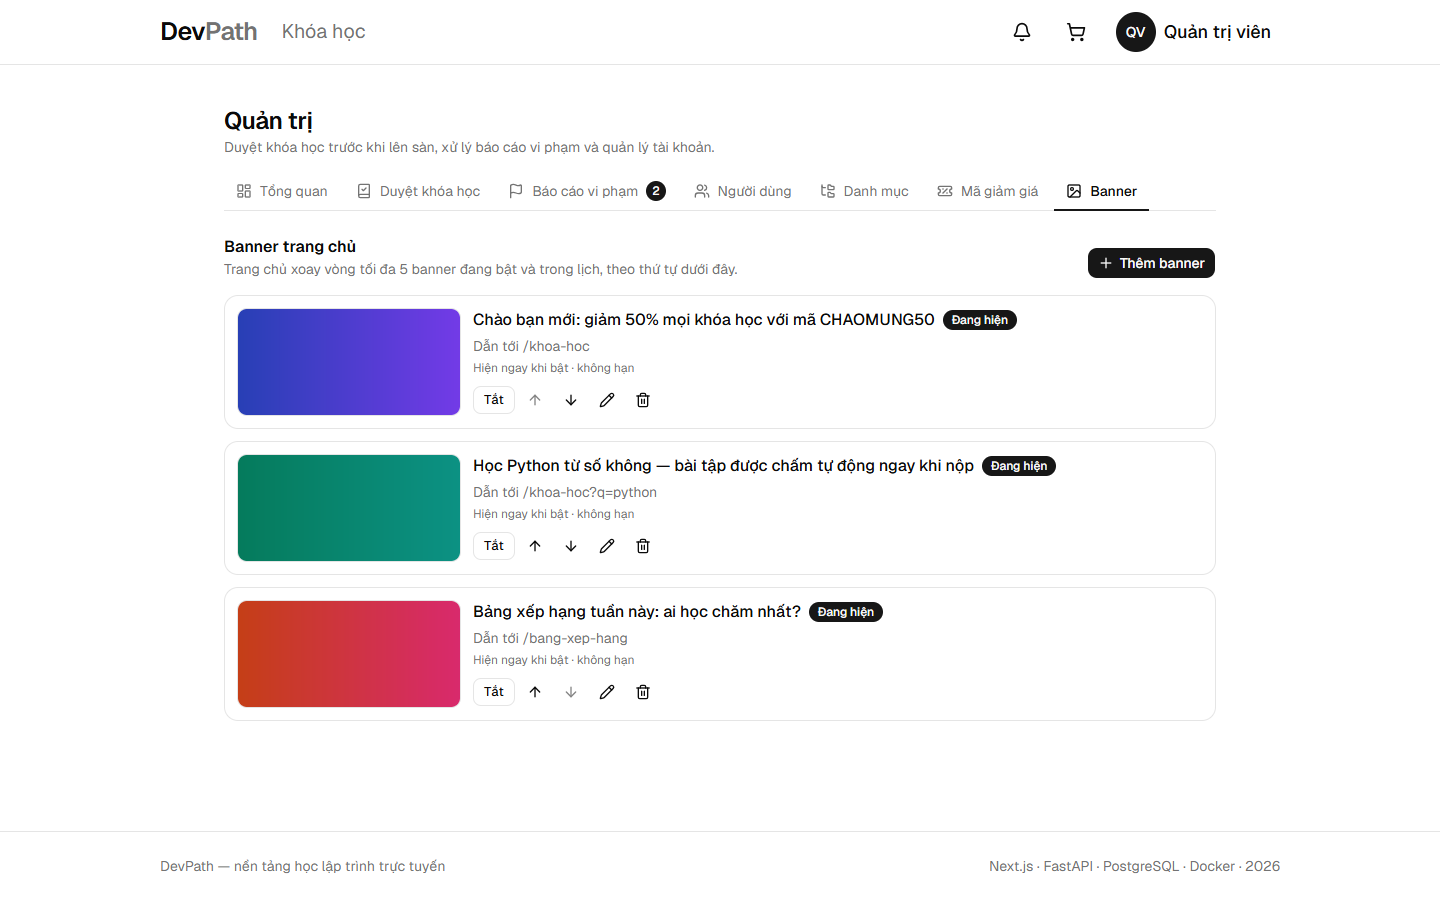 DevPath Khóa học
QV Quản trị viên
Quản trị
Duyệt khóa học trước khi lên sàn, xử lý báo cáo vi phạm và quản lý tài khoản.
Tổng quan Duyệt khóa học Báo cáo vi phạm 2 Người dùng Danh mục Mã giảm giá Banner
Banner trang chủ
Trang chủ xoay vòng tối đa 5 banner đang bật và trong lịch, theo thứ tự dưới đây.
Thêm banner
Chào bạn mới: giảm 50% mọi khóa học với mã CHAOMUNG50 Đang hiện
Dẫn tới /khoa-hoc
Hiện ngay khi bật · không hạn
Tắt
Học Python từ số không — bài tập được chấm tự động ngay khi nộp Đang hiện
Dẫn tới /khoa-hoc?q=python
Hiện ngay khi bật · không hạn
Tắt
Bảng xếp hạng tuần này: ai học chăm nhất? Đang hiện
Dẫn tới /bang-xep-hang
Hiện ngay khi bật · không hạn
Tắt
DevPath — nền tảng học lập trình trực tuyến
Next.js · FastAPI · PostgreSQL · Docker · 2026